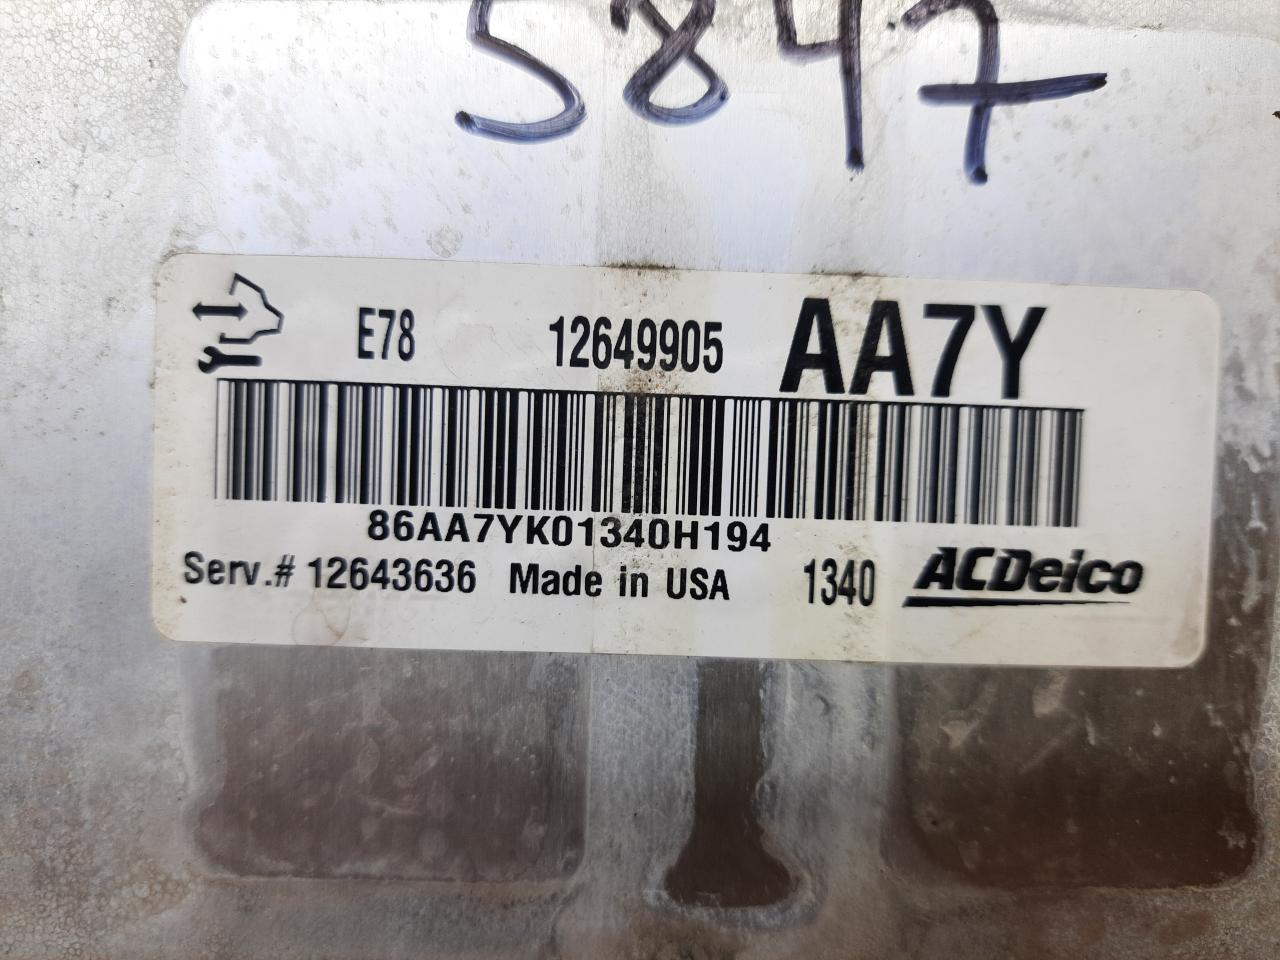 5847
E78 12649905 AA7Y
86AA7YK01340H194
Serv.# 12643636 Made in USA 1340 ACDelco